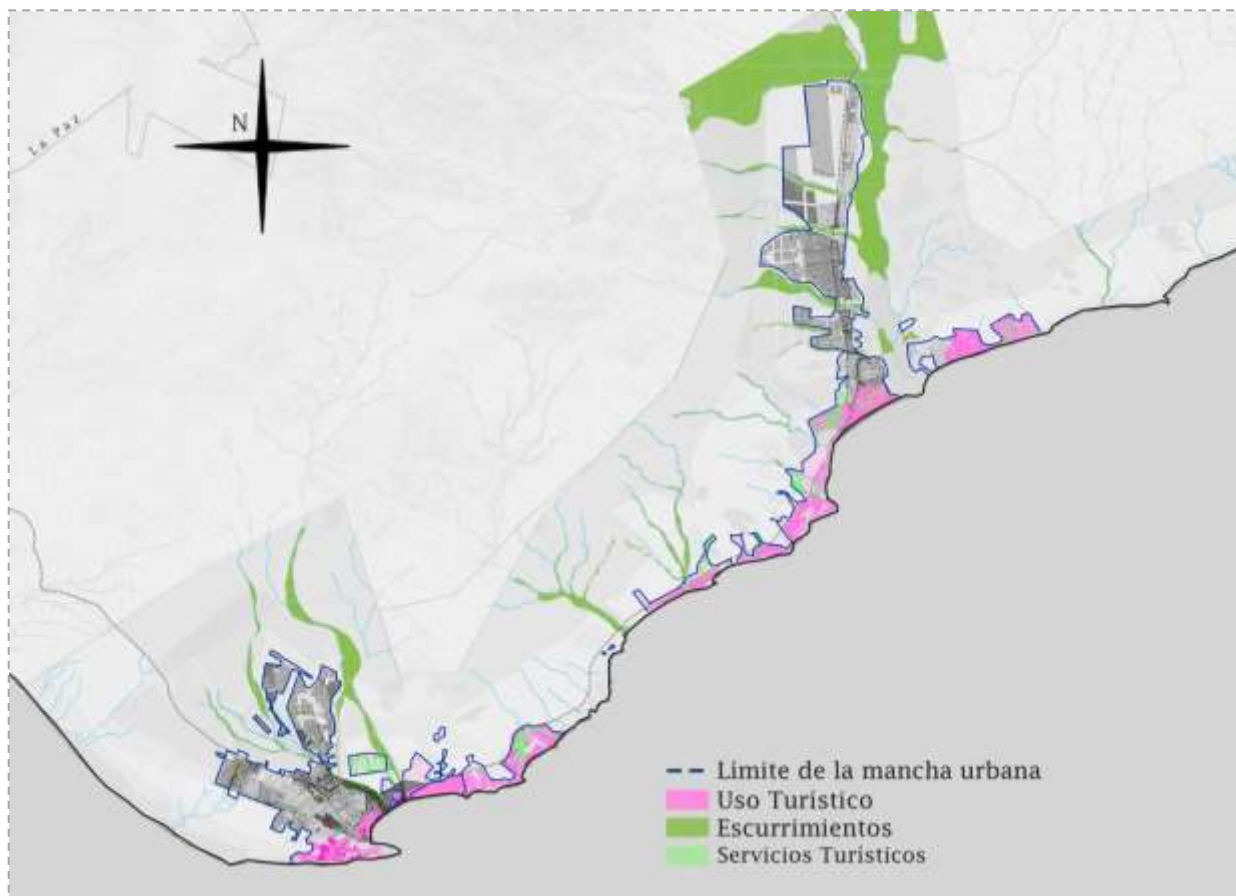 N
La Paz
Limite de la mancha urbana
Uso Turístico
Escurrimientos
Servicios Turísticos